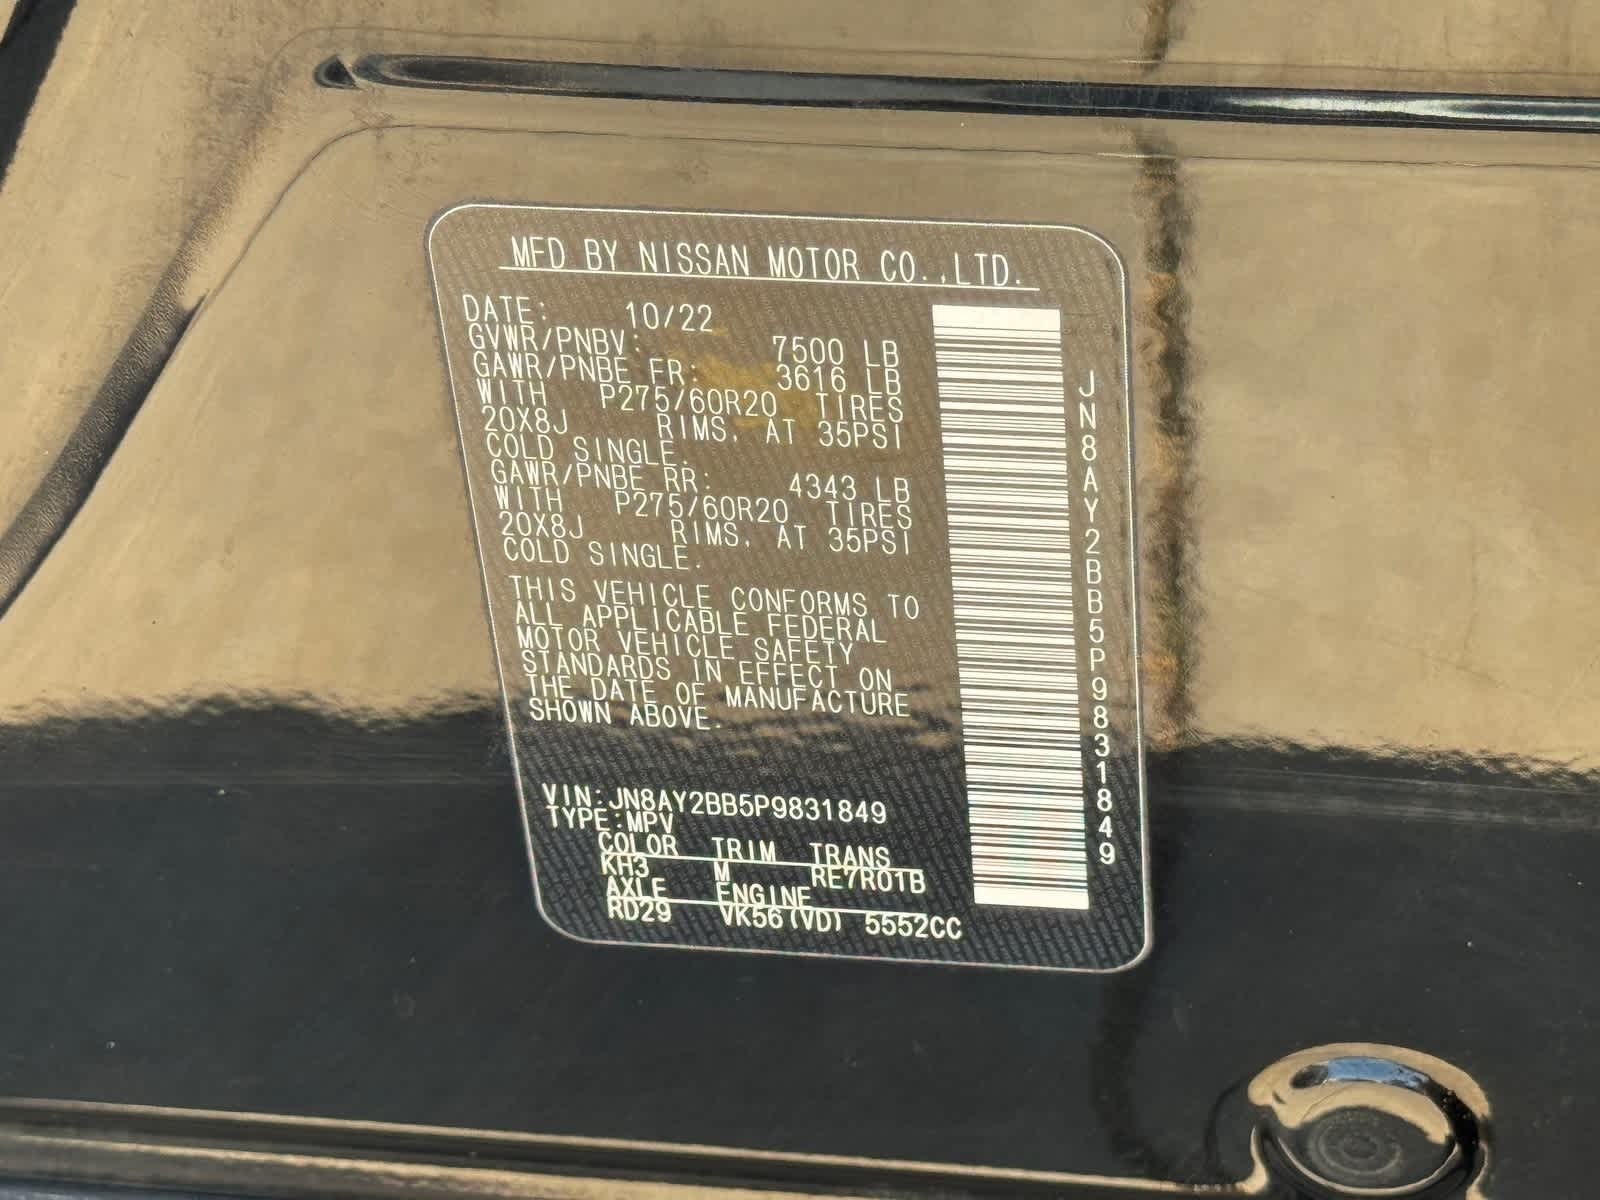 MFD BY NISSAN MOTOR CO.,LTD.
DATE: 10/22
GVWR/PNBV: 7500 LB
GAWR/PNBE FR: 3616 LB
WITH P275/60R20 TIRES
20X8J RIMS, AT 35PSI
COLD SINGLE.
GAWR/PNBE RR: 4343 LB
WITH P275/60R20 TIRES
20X8J RIMS, AT 35PSI
COLD SINGLE.
THIS VEHICLE CONFORMS TO
ALL APPLICABLE FEDERAL
MOTOR VEHICLE SAFETY
STANDARDS IN EFFECT ON
THE DATE OF MANUFACTURE
SHOWN ABOVE.
VIN:JN8AY2BB5P9831849
TYPE:MPV
COLOR TRIM TRANS
KH3 M RE7R01B
AXLE ENGINE
RD29 VK56(VD) 5552CC
JN8AY2BB5P9831849